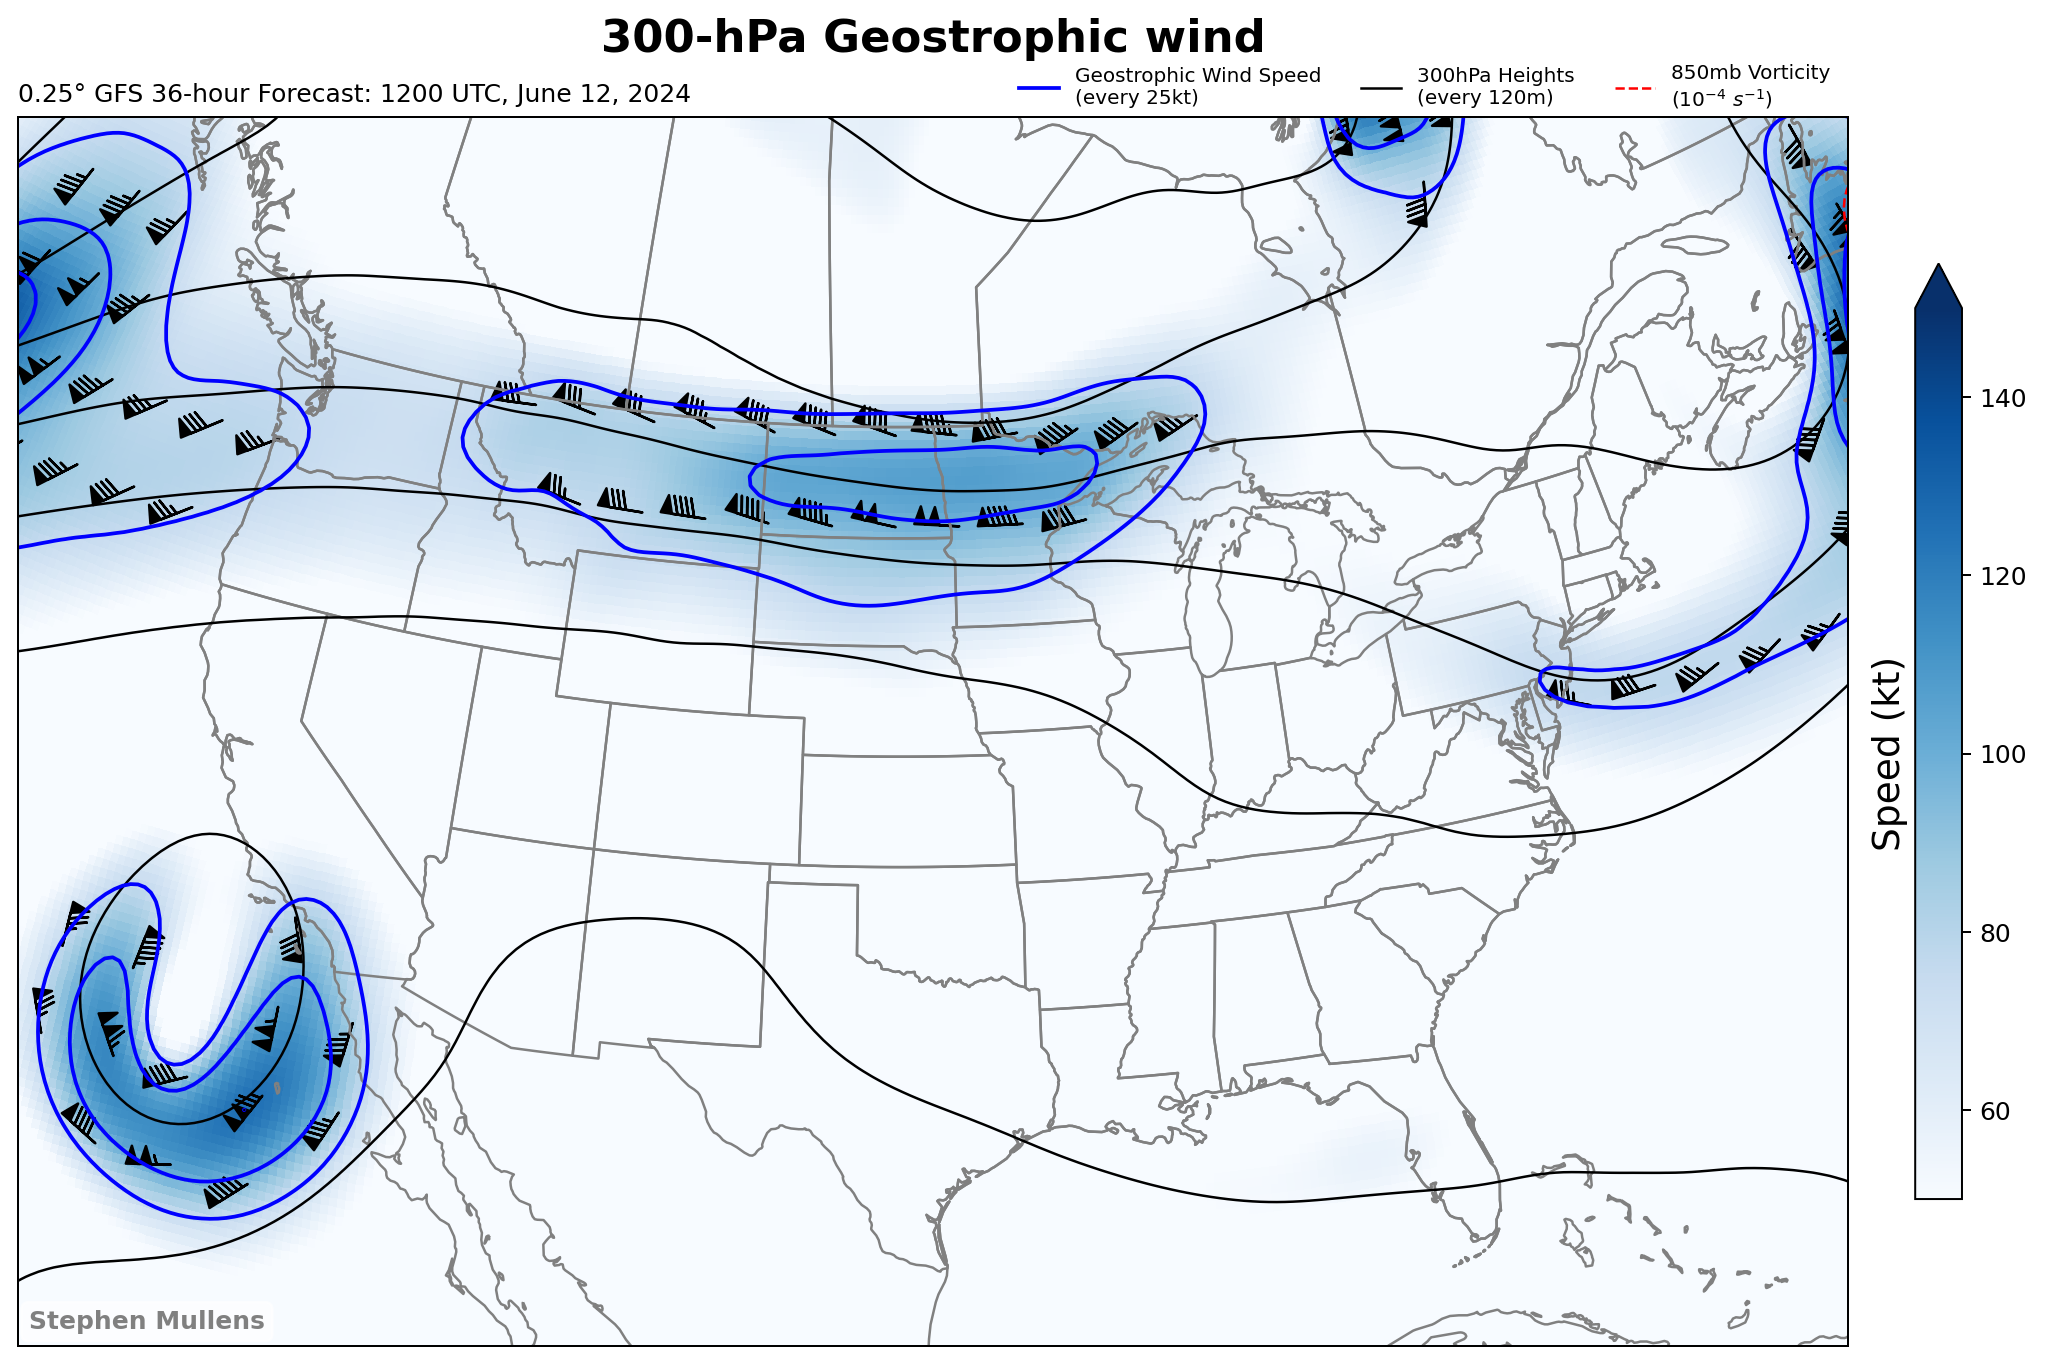 300-hPa Geostrophic wind
0.25° GFS 36-hour Forecast: 1200 UTC, June 12, 2024
Geostrophic Wind Speed
(every 25kt)
300hPa Heights
(every 120m)
850mb Vorticity
(10⁻⁴ s⁻¹)
140
120
100
80
60
Speed (kt)
Stephen Mullens